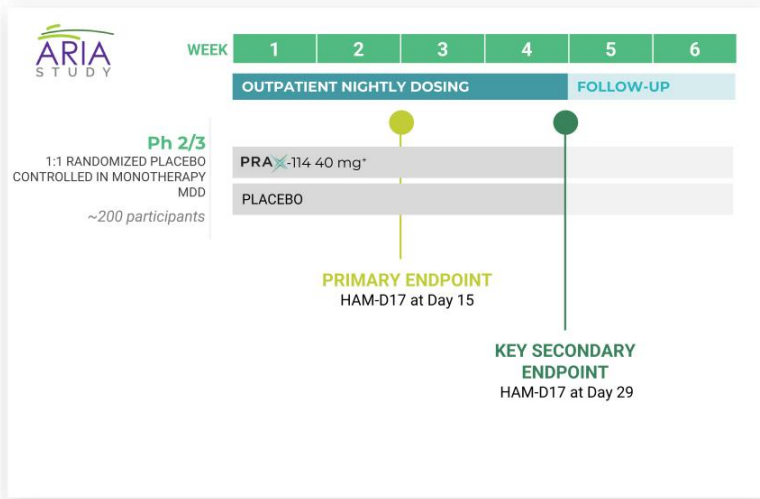 ARIA
STUDY
WEEK 1 2 3 4 5 6
OUTPATIENT NIGHTLY DOSING FOLLOW-UP
Ph 2/3
1:1 RANDOMIZED PLACEBO
CONTROLLED IN MONOTHERAPY
MDD
~200 participants
PRAX-114 40 mg*
PLACEBO
PRIMARY ENDPOINT
HAM-D17 at Day 15
KEY SECONDARY
ENDPOINT
HAM-D17 at Day 29